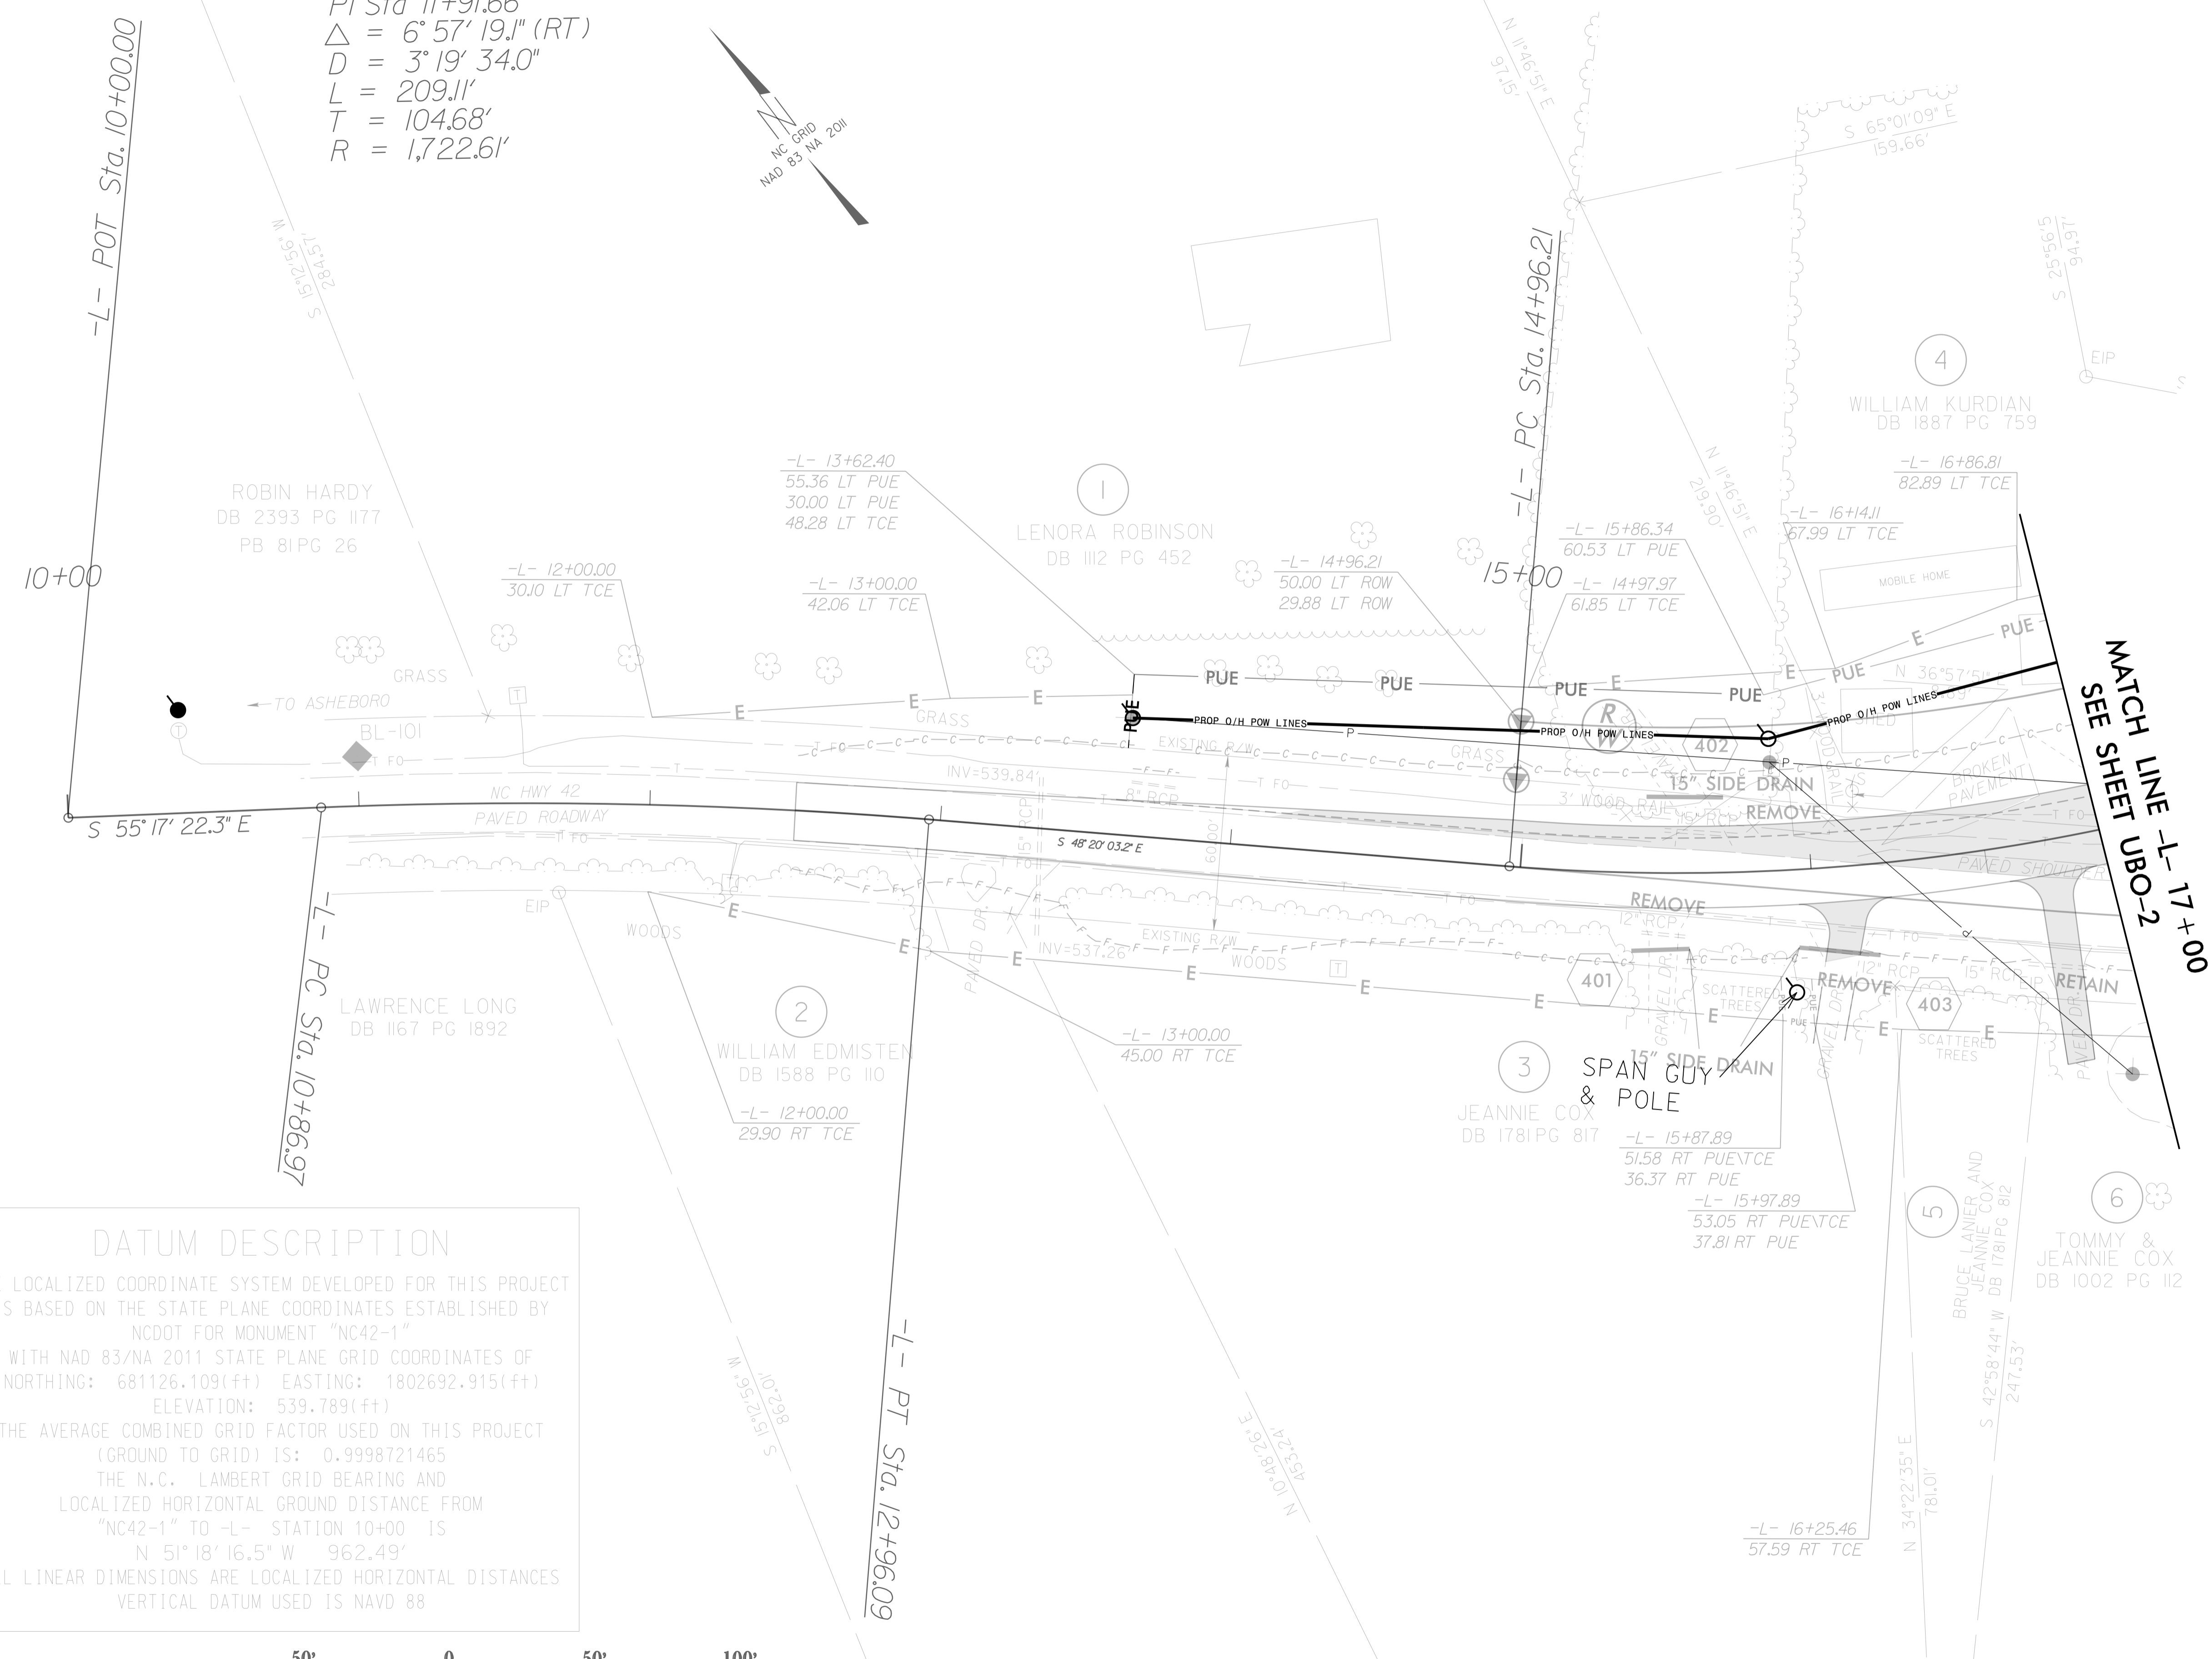 PI Sta 11+91.66
△ = 6° 57' 19.1" (RT)
D = 3° 19' 34.0"
L = 209.11'
T = 104.68'
R = 1,722.61'
-L- POT Sta. 10+00.00
S 15°12'56" W
284.57'
NC GRID
NAD 83 NA 2011
N 11°46'51" E
97.15'
S 65°01'09" E
159.66'
S 25°56'5
94.97'
EIP
4
WILLIAM KURDIAN
DB 1887 PG 759
-L- PC Sta. 14+96.21
N 11°46'51" E
219.90'
-L- 16+86.81
82.89 LT TCE
-L- 13+62.40
55.36 LT PUE
30.00 LT PUE
48.28 LT TCE
1
LENORA ROBINSON
DB 1112 PG 452
ROBIN HARDY
DB 2393 PG 1177
PB 81 PG 26
-L- 16+14.11
67.99 LT TCE
-L- 15+86.34
60.53 LT PUE
10+00
-L- 12+00.00
30.10 LT TCE
-L- 13+00.00
42.06 LT TCE
-L- 14+96.21
50.00 LT ROW
29.88 LT ROW
15+00
-L- 14+97.97
61.85 LT TCE
MOBILE HOME
MATCH LINE -L- 17+00
SEE SHEET UBO-2
GRASS
TO ASHEBORO
T
E
E
E
PUE
PUE
PUE
PUE
PUE
E
E
PUE
E
PUE
GRASS
BL-101
T FO
PROP O/H POW LINES
PROP O/H POW LINES
PROP O/H POW LINES
P
P
R
W
402
SHED
EXISTING R/W
GRASS
INV=539.84'
8" RCP
15" RCP
15" SIDE DRAIN
REMOVE
3' WOOD RAIL
15" RCP
BROKEN
PAVEMENT
NC HWY 42
PAVED ROADWAY
T FO
S 55° 17' 22.3" E
S 48° 20' 03.2" E
60.00'
PAVED SHOULDER
REMOVE
12" RCP
EIP
WOODS
E
E
E
E
E
E
E
E
PAVED DR.
EXISTING R/W
INV=537.26'
WOODS
T
401
GRAVEL DR.
SCATTERED
TREES
REMOVE
12" RCP
15" RCP
EIP
RETAIN
403
PUE
GRAVEL DR.
SCATTERED
TREES
PAVED DR.
-L- PC Sta. 10+86.97
LAWRENCE LONG
DB 1167 PG 1892
2
WILLIAM EDMISTEN
DB 1588 PG 110
-L- 13+00.00
45.00 RT TCE
-L- 12+00.00
29.90 RT TCE
3
JEANNIE COX
DB 1781 PG 817
15" SIDE DRAIN
SPAN GUY
& POLE
-L- 15+87.89
51.58 RT PUE\TCE
36.37 RT PUE
-L- 15+97.89
53.05 RT PUE\TCE
37.81 RT PUE
5
BRUCE LANIER AND
JEANNIE COX
DB 1781 PG 812
S 42°58'44" W
247.53'
6
TOMMY &
JEANNIE COX
DB 1002 PG 112
-L- PT Sta. 12+96.09
S 15°12'56" W
862.01'
N 10°48'26" E
453.24'
N 34°22'35" E
781.01'
-L- 16+25.46
57.59 RT TCE
DATUM DESCRIPTION
LOCALIZED COORDINATE SYSTEM DEVELOPED FOR THIS PROJECT
S BASED ON THE STATE PLANE COORDINATES ESTABLISHED BY
NCDOT FOR MONUMENT "NC42-1"
WITH NAD 83/NA 2011 STATE PLANE GRID COORDINATES OF
NORTHING: 681126.109(ft) EASTING: 1802692.915(ft)
ELEVATION: 539.789(ft)
THE AVERAGE COMBINED GRID FACTOR USED ON THIS PROJECT
(GROUND TO GRID) IS: 0.9998721465
THE N.C. LAMBERT GRID BEARING AND
LOCALIZED HORIZONTAL GROUND DISTANCE FROM
"NC42-1" TO -L- STATION 10+00 IS
N 51° 18' 16.5" W 962.49'
L LINEAR DIMENSIONS ARE LOCALIZED HORIZONTAL DISTANCES
VERTICAL DATUM USED IS NAVD 88
50' 0 50' 100'